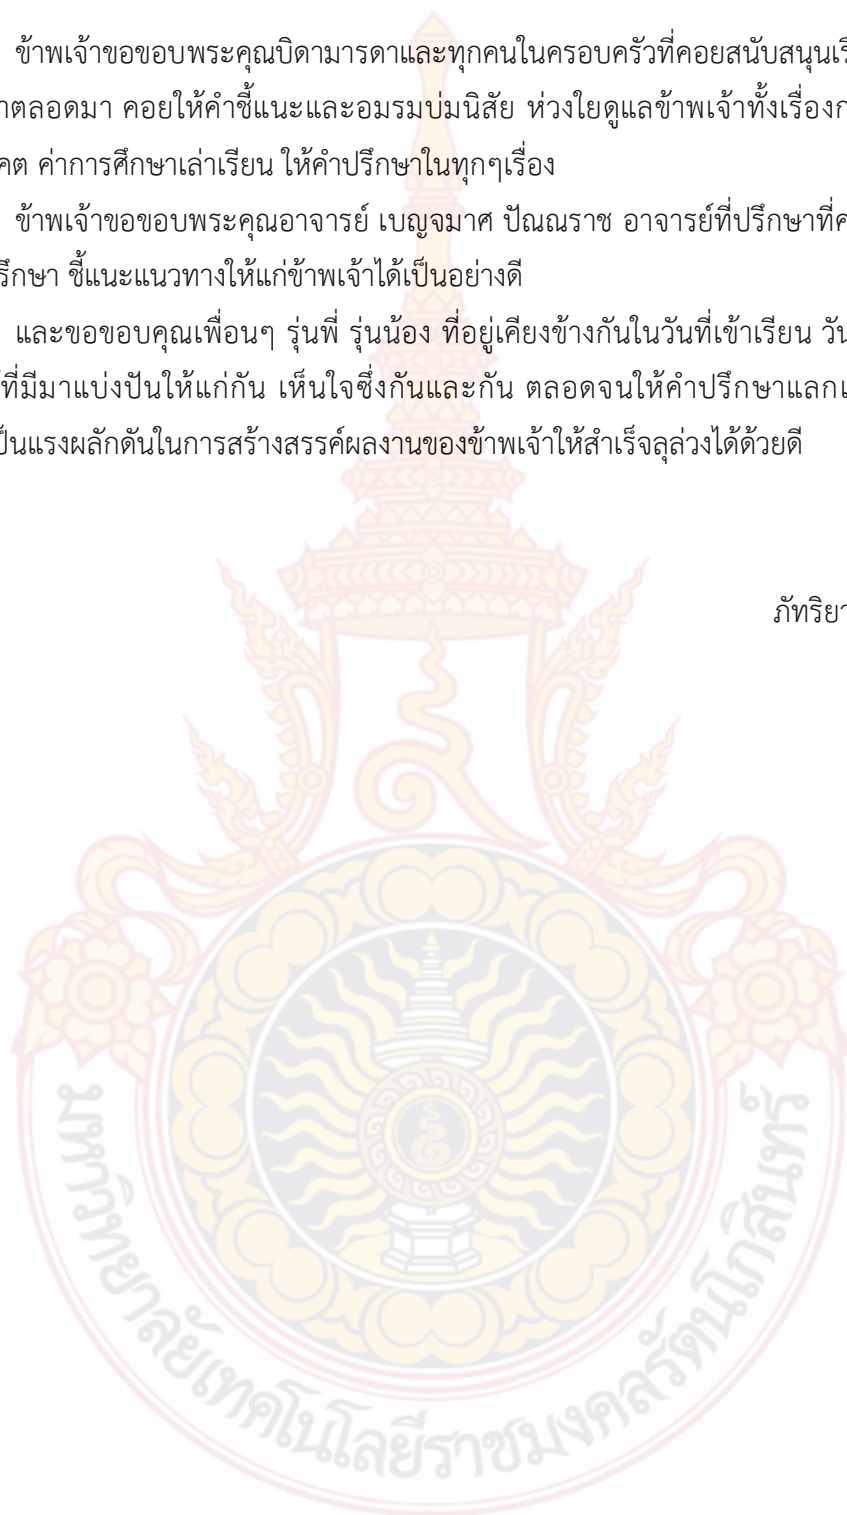 ข้าพเจ้าขอขอบพระคุณบิดามารดาและทุกคนในครอบครัวที่คอยสนับสนุนเรื
าตลอดมา คอยให้คำชี้แนะและอมรมบ่มนิสัย ห่วงใยดูแลข้าพเจ้าทั้งเรื่องก
คต ค่าการศึกษาเล่าเรียน ให้คำปรึกษาในทุกๆเรื่อง
ข้าพเจ้าขอขอบพระคุณอาจารย์ เบญจมาศ ปัณณราช อาจารย์ที่ปรึกษาที่ค
รึกษา ชี้แนะแนวทางให้แก่ข้าพเจ้าได้เป็นอย่างดี
และขอขอบคุณเพื่อนๆ รุ่นพี่ รุ่นน้อง ที่อยู่เคียงข้างกันในวันที่เข้าเรียน วัน
ที่มีมาแบ่งปันให้แก่กัน เห็นใจซึ่งกันและกัน ตลอดจนให้คำปรึกษาแลกเ
ป็นแรงผลักดันในการสร้างสรรค์ผลงานของข้าพเจ้าให้สำเร็จลุล่วงได้ด้วยดี
ภัทริยา
มหาวิทยาลัยเทคโนโลยีราชมงคลรัตนโกสินทร์